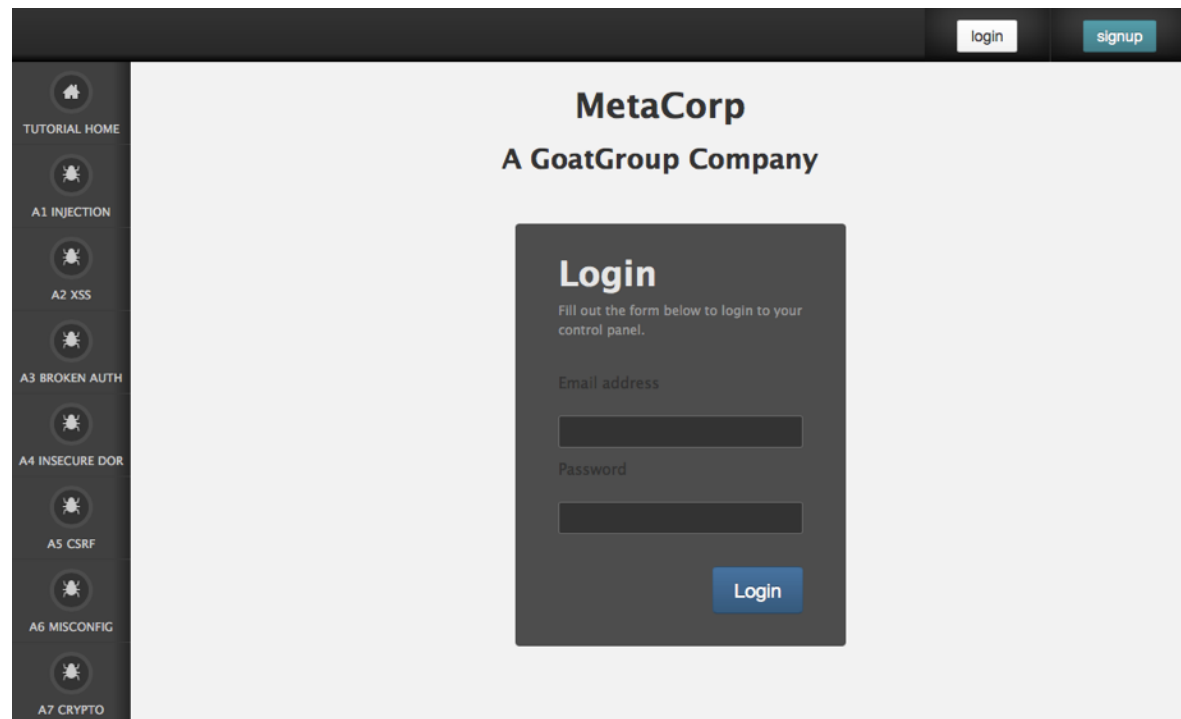 login
signup
TUTORIAL HOME
A1 INJECTION
A2 XSS
A3 BROKEN AUTH
A4 INSECURE DOR
A5 CSRF
A6 MISCONFIG
A7 CRYPTO
MetaCorp
A GoatGroup Company
Login
Fill out the form below to login to your
control panel.
Email address
Password
Login